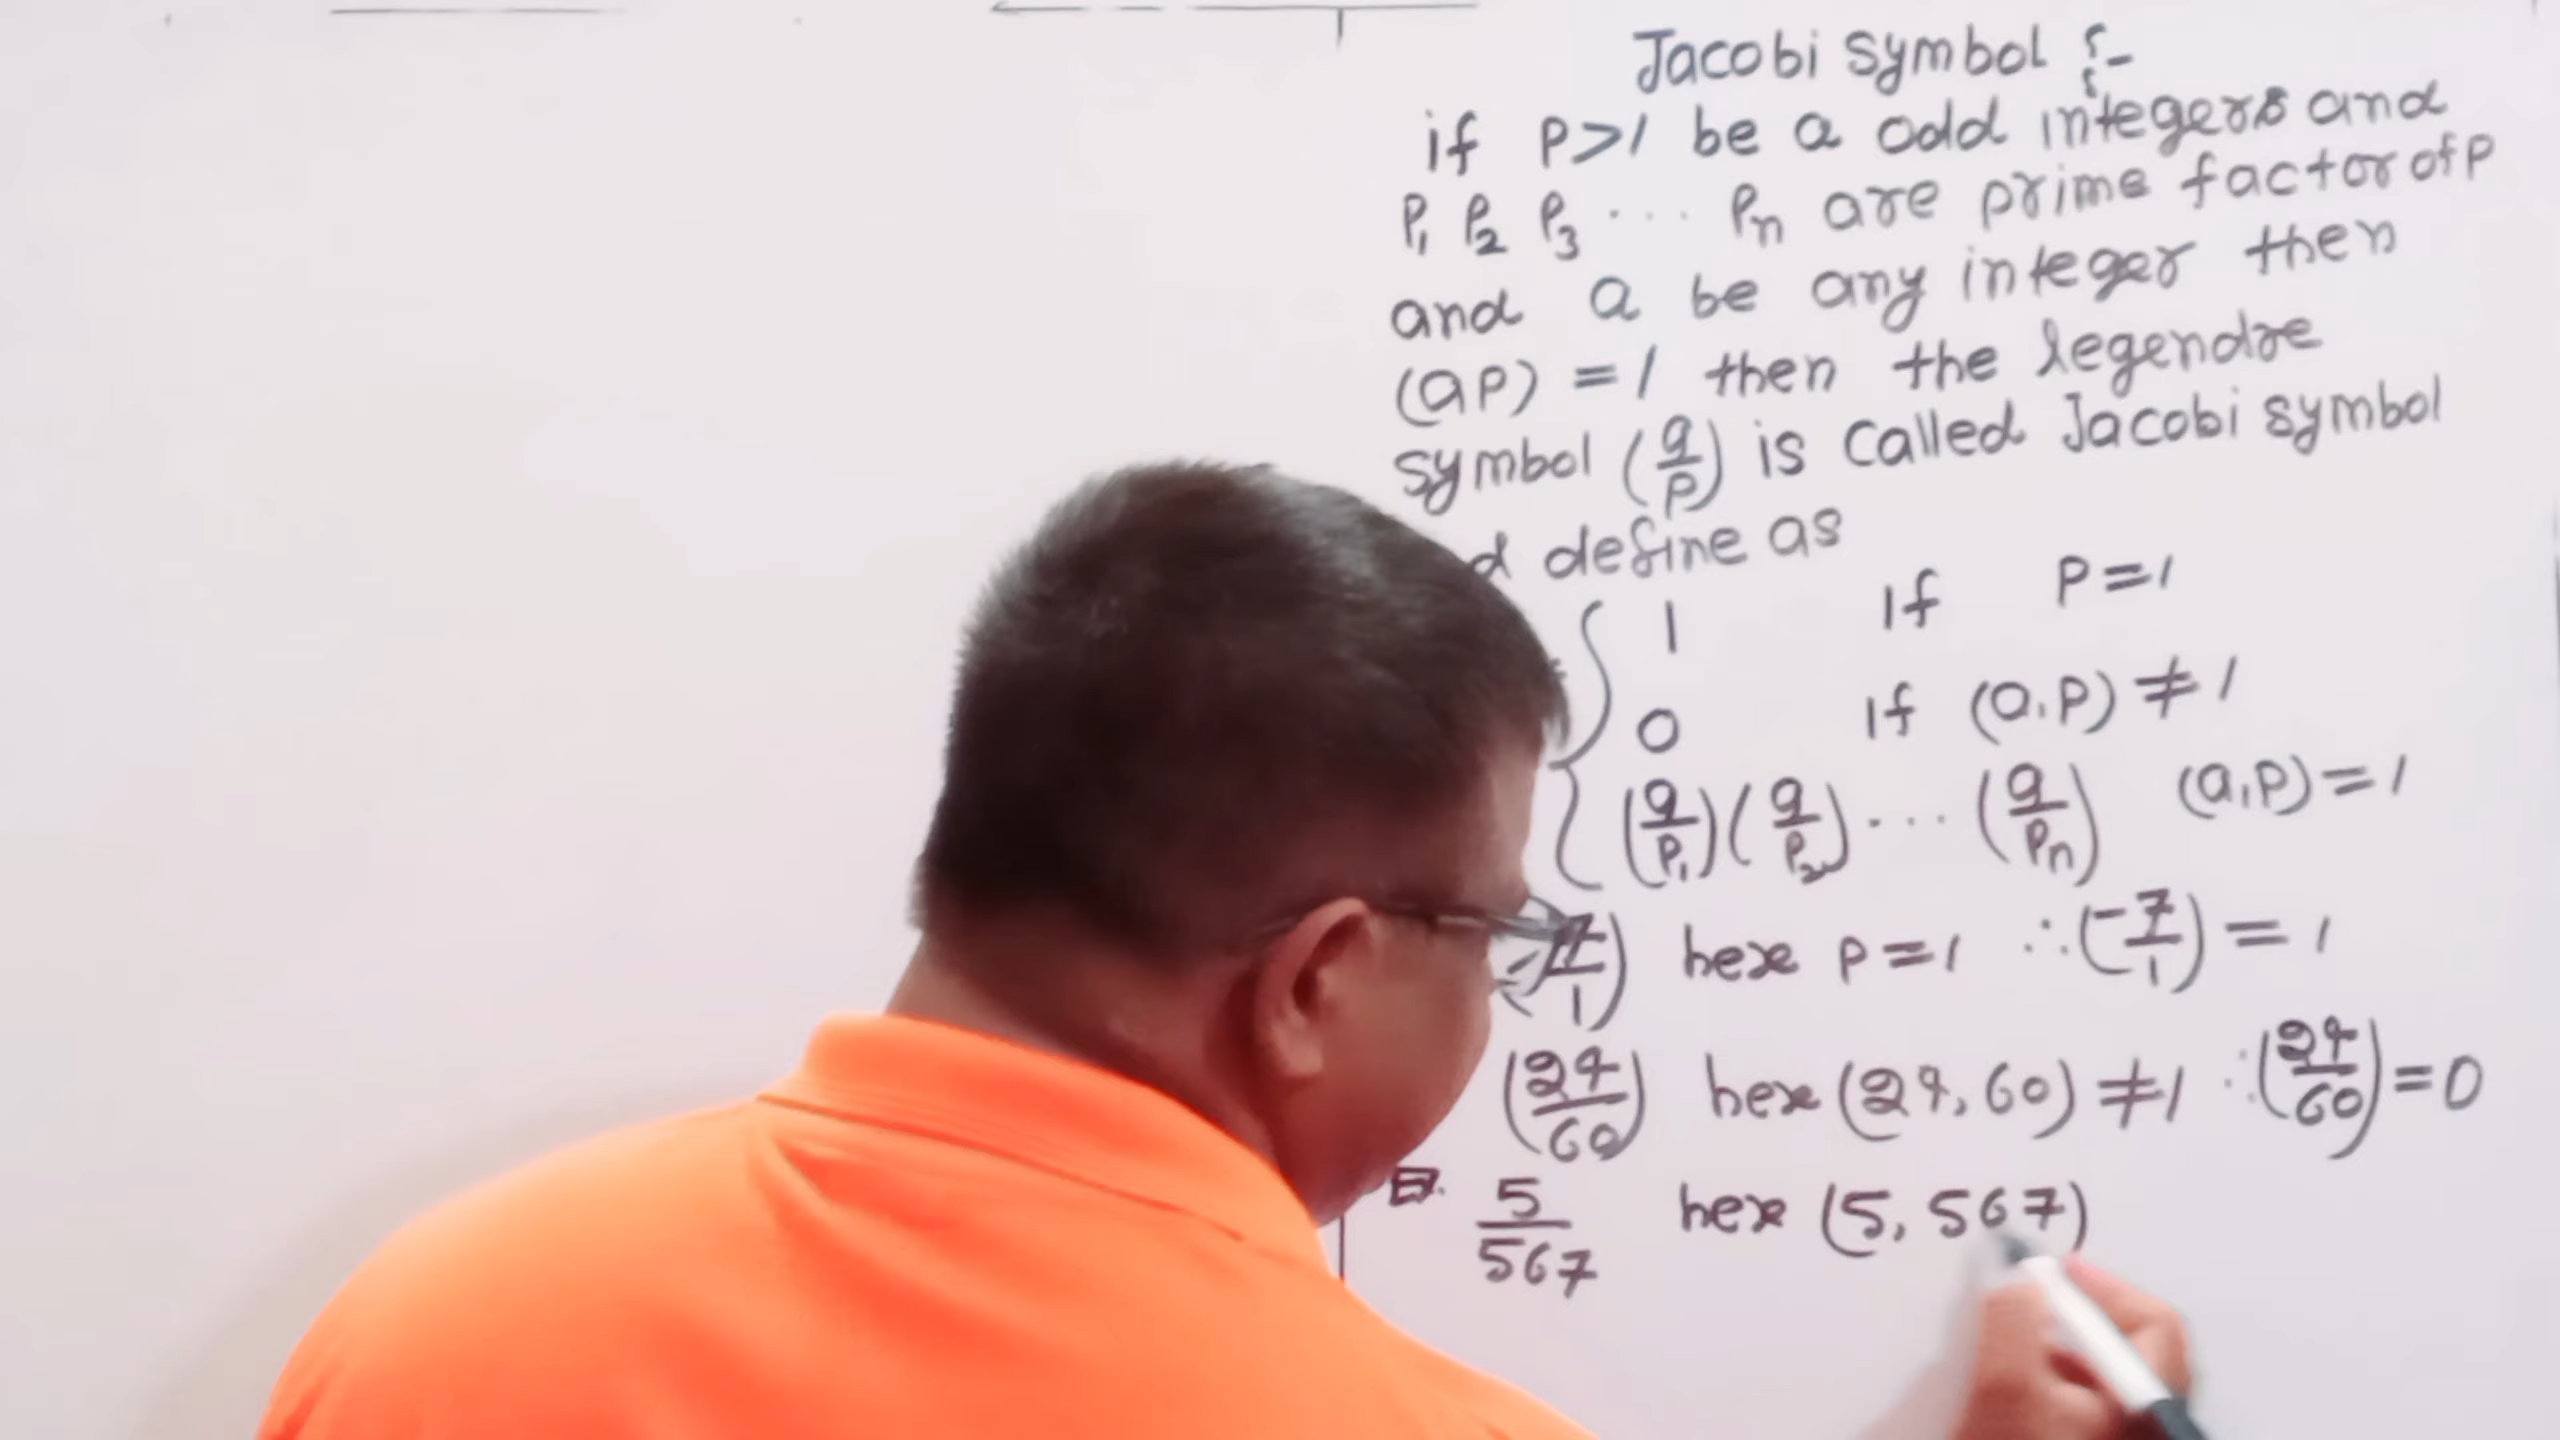 Jacobi Symbol :-
if P>1 be a odd integers and
P₁ P₂ P₃ ... Pn are prime factor of P
and a be any integer then
(a P) = 1 then the legendre
symbol (a/P) is called Jacobi symbol
d define as
1 if P=1
0 if (a,P) ≠ 1
(a/P₁)(a/P₂)...(a/Pn) (a,P)=1
7/1) here P=1 ∴(-7/1) = 1
(24/60) here (24,60) ≠1 ∴(24/60)=0
5/567 here (5, 567)